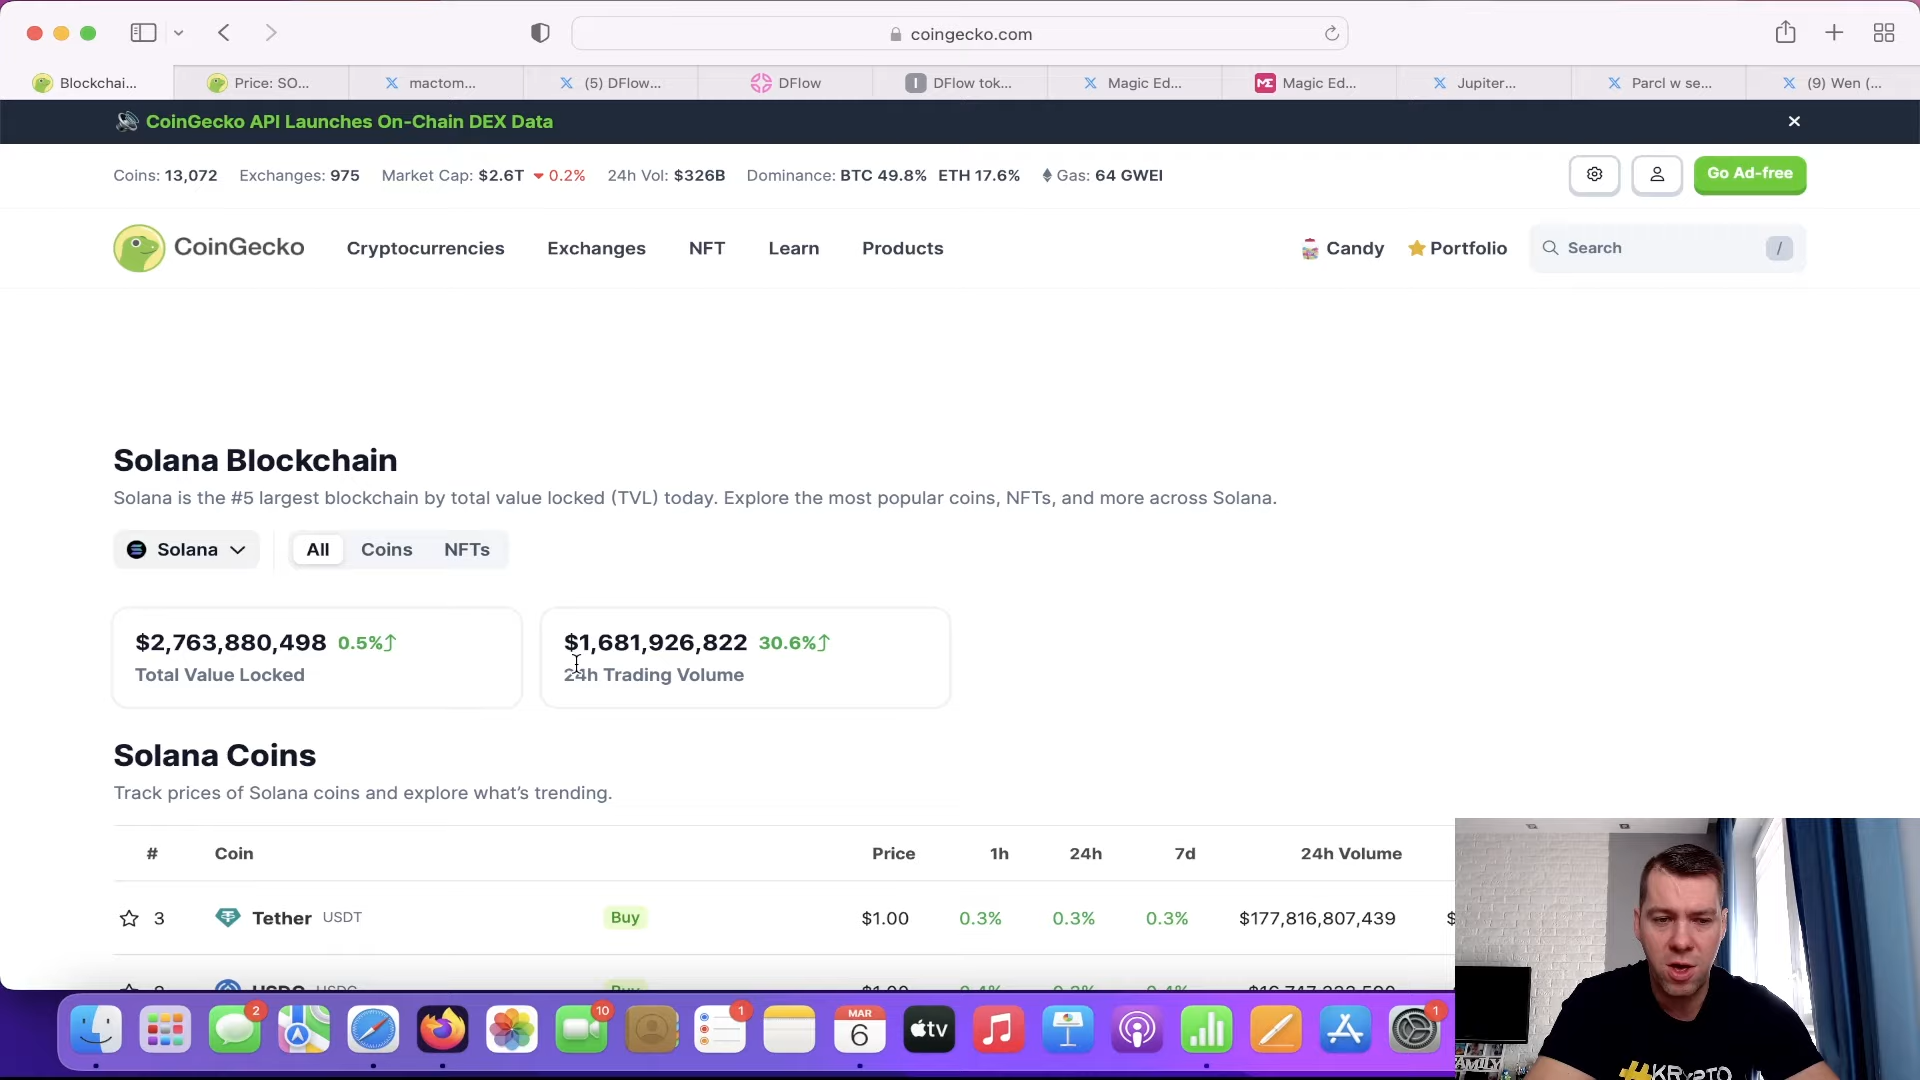 coingecko.com
Blockchai...
Price: SO...
mactom...
(5) DFlow...
DFlow
DFlow tok...
Magic Ed...
Magic Ed...
Jupiter...
Parcl w se...
(9) Wen (...
CoinGecko API Launches On-Chain DEX Data
Coins: 13,072 Exchanges: 975 Market Cap: $2.6T 0.2% 24h Vol: $326B Dominance: BTC 49.8% ETH 17.6% Gas: 64 GWEI
Go Ad-free
CoinGecko Cryptocurrencies Exchanges NFT Learn Products Candy Portfolio Search /
Solana Blockchain
Solana is the #5 largest blockchain by total value locked (TVL) today. Explore the most popular coins, NFTs, and more across Solana.
Solana All Coins NFTs
$2,763,880,498 0.5%
Total Value Locked
$1,681,926,822 30.6%
24h Trading Volume
Solana Coins
Track prices of Solana coins and explore what's trending.
# Coin Price 1h 24h 7d 24h Volume
3 Tether USDT Buy $1.00 0.3% 0.3% 0.3% $177,816,807,439 $
2
10
1
MAR
6
tv
1
FAMILY
#KRYPTO